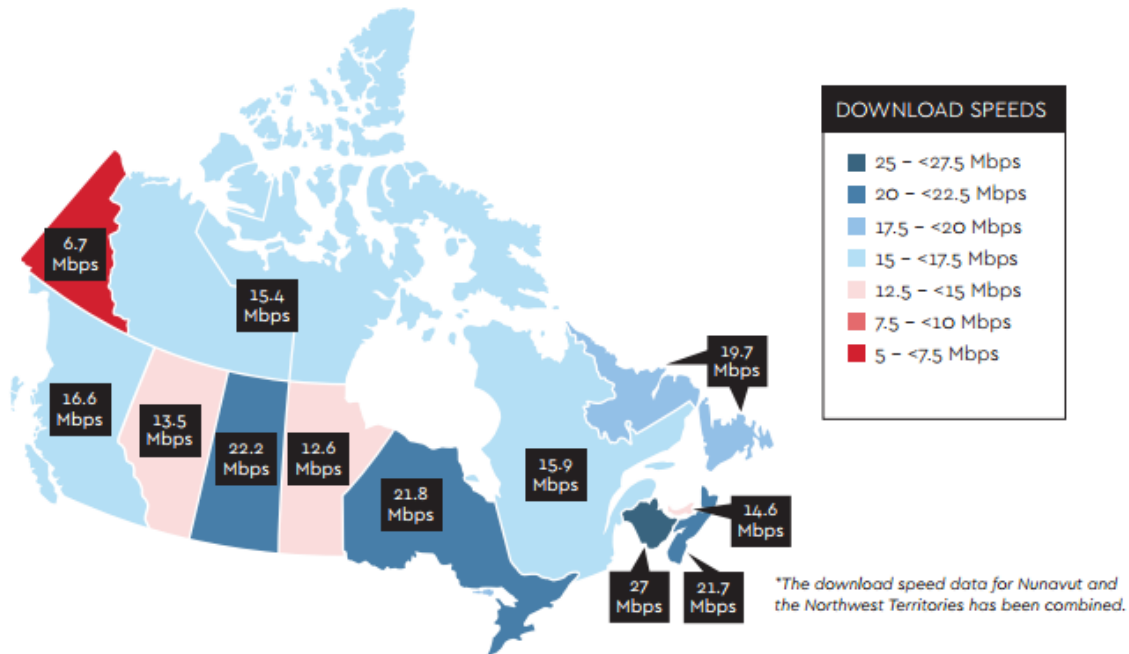 DOWNLOAD SPEEDS
25 – <27.5 Mbps
20 – <22.5 Mbps
17.5 – <20 Mbps
15 – <17.5 Mbps
12.5 – <15 Mbps
7.5 – <10 Mbps
5 – <7.5 Mbps
6.7
Mbps
15.4
Mbps
19.7
Mbps
16.6
Mbps
13.5
Mbps
22.2
Mbps
12.6
Mbps
21.8
Mbps
15.9
Mbps
14.6
Mbps
27
Mbps
21.7
Mbps
*The download speed data for Nunavut and
the Northwest Territories has been combined.